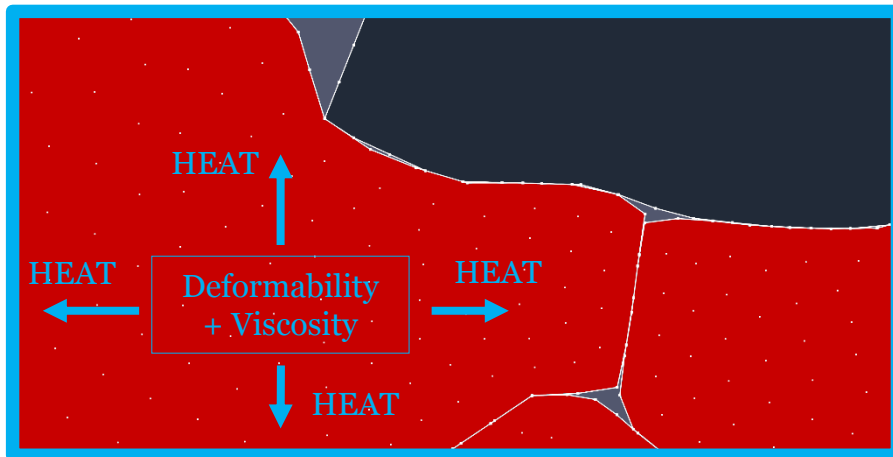 HEAT
HEAT
HEAT
Deformability
+ Viscosity
HEAT